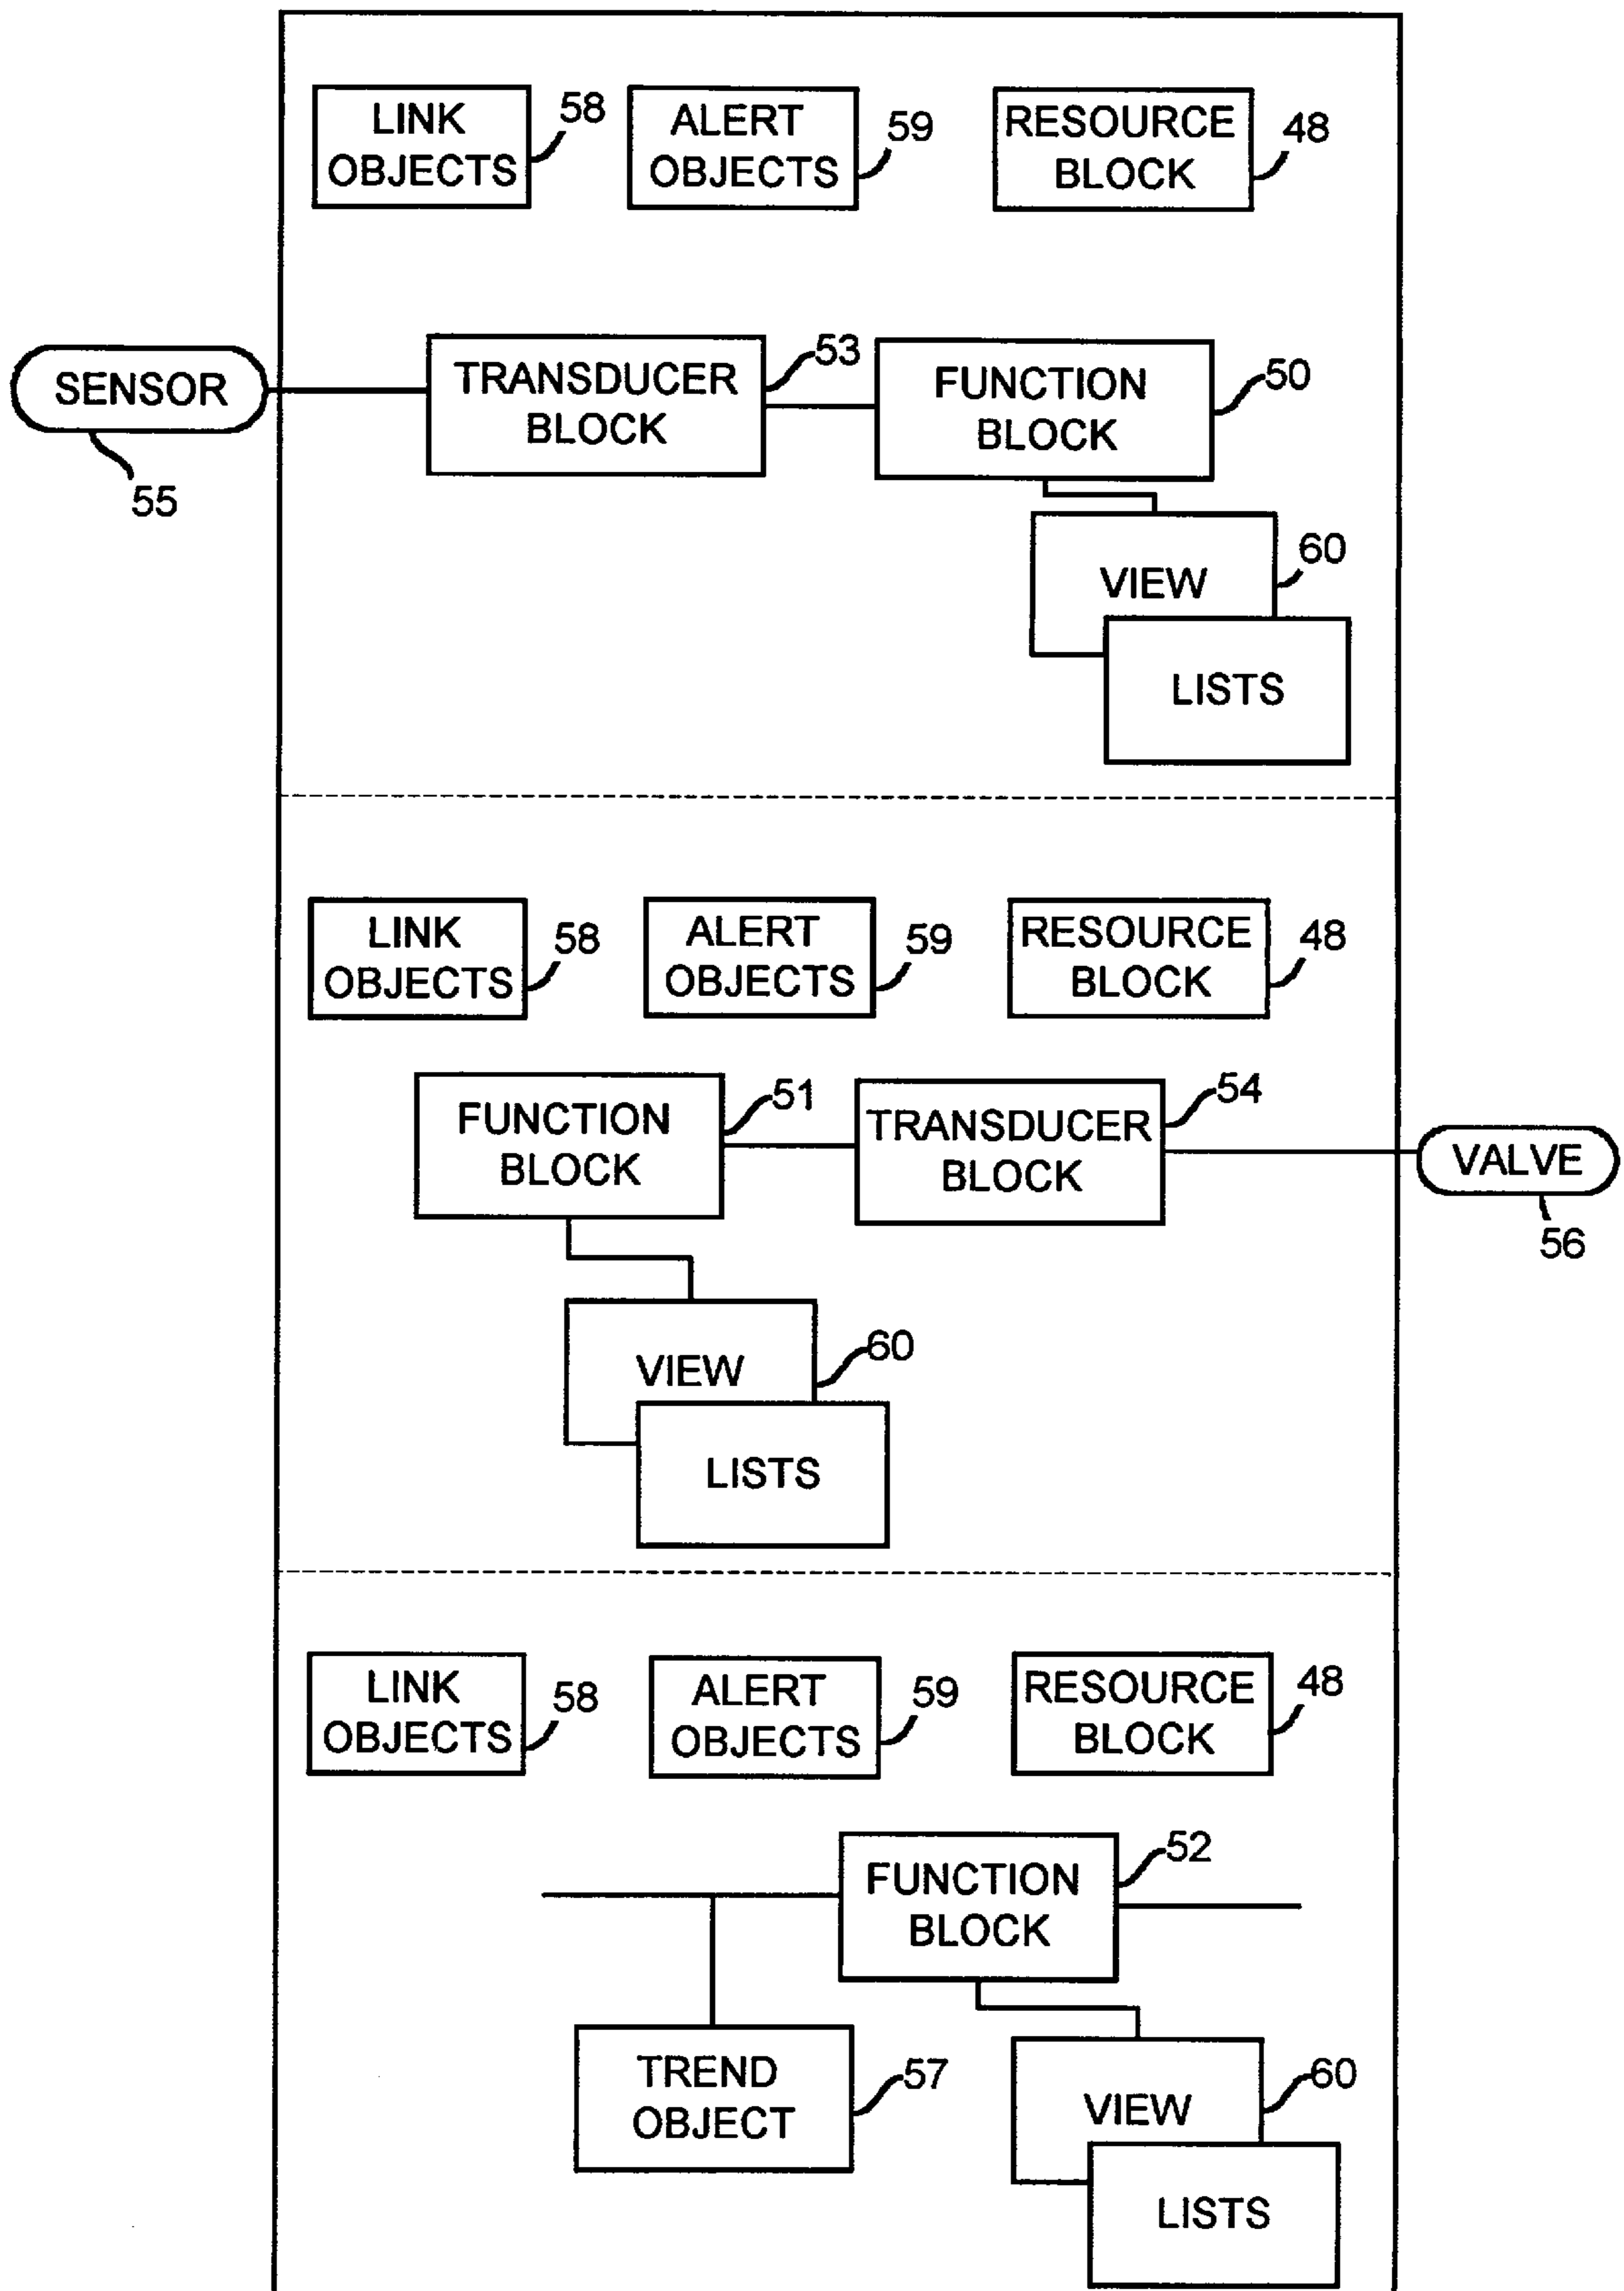 LINK
OBJECTS
58
ALERT
OBJECTS
59
RESOURCE
BLOCK
48
SENSOR
55
TRANSDUCER
BLOCK
53
FUNCTION
BLOCK
50
VIEW
60
LISTS
LINK
OBJECTS
58
ALERT
OBJECTS
59
RESOURCE
BLOCK
48
FUNCTION
BLOCK
51
TRANSDUCER
BLOCK
54
VALVE
56
VIEW
60
LISTS
LINK
OBJECTS
58
ALERT
OBJECTS
59
RESOURCE
BLOCK
48
FUNCTION
BLOCK
52
TREND
OBJECT
57
VIEW
60
LISTS